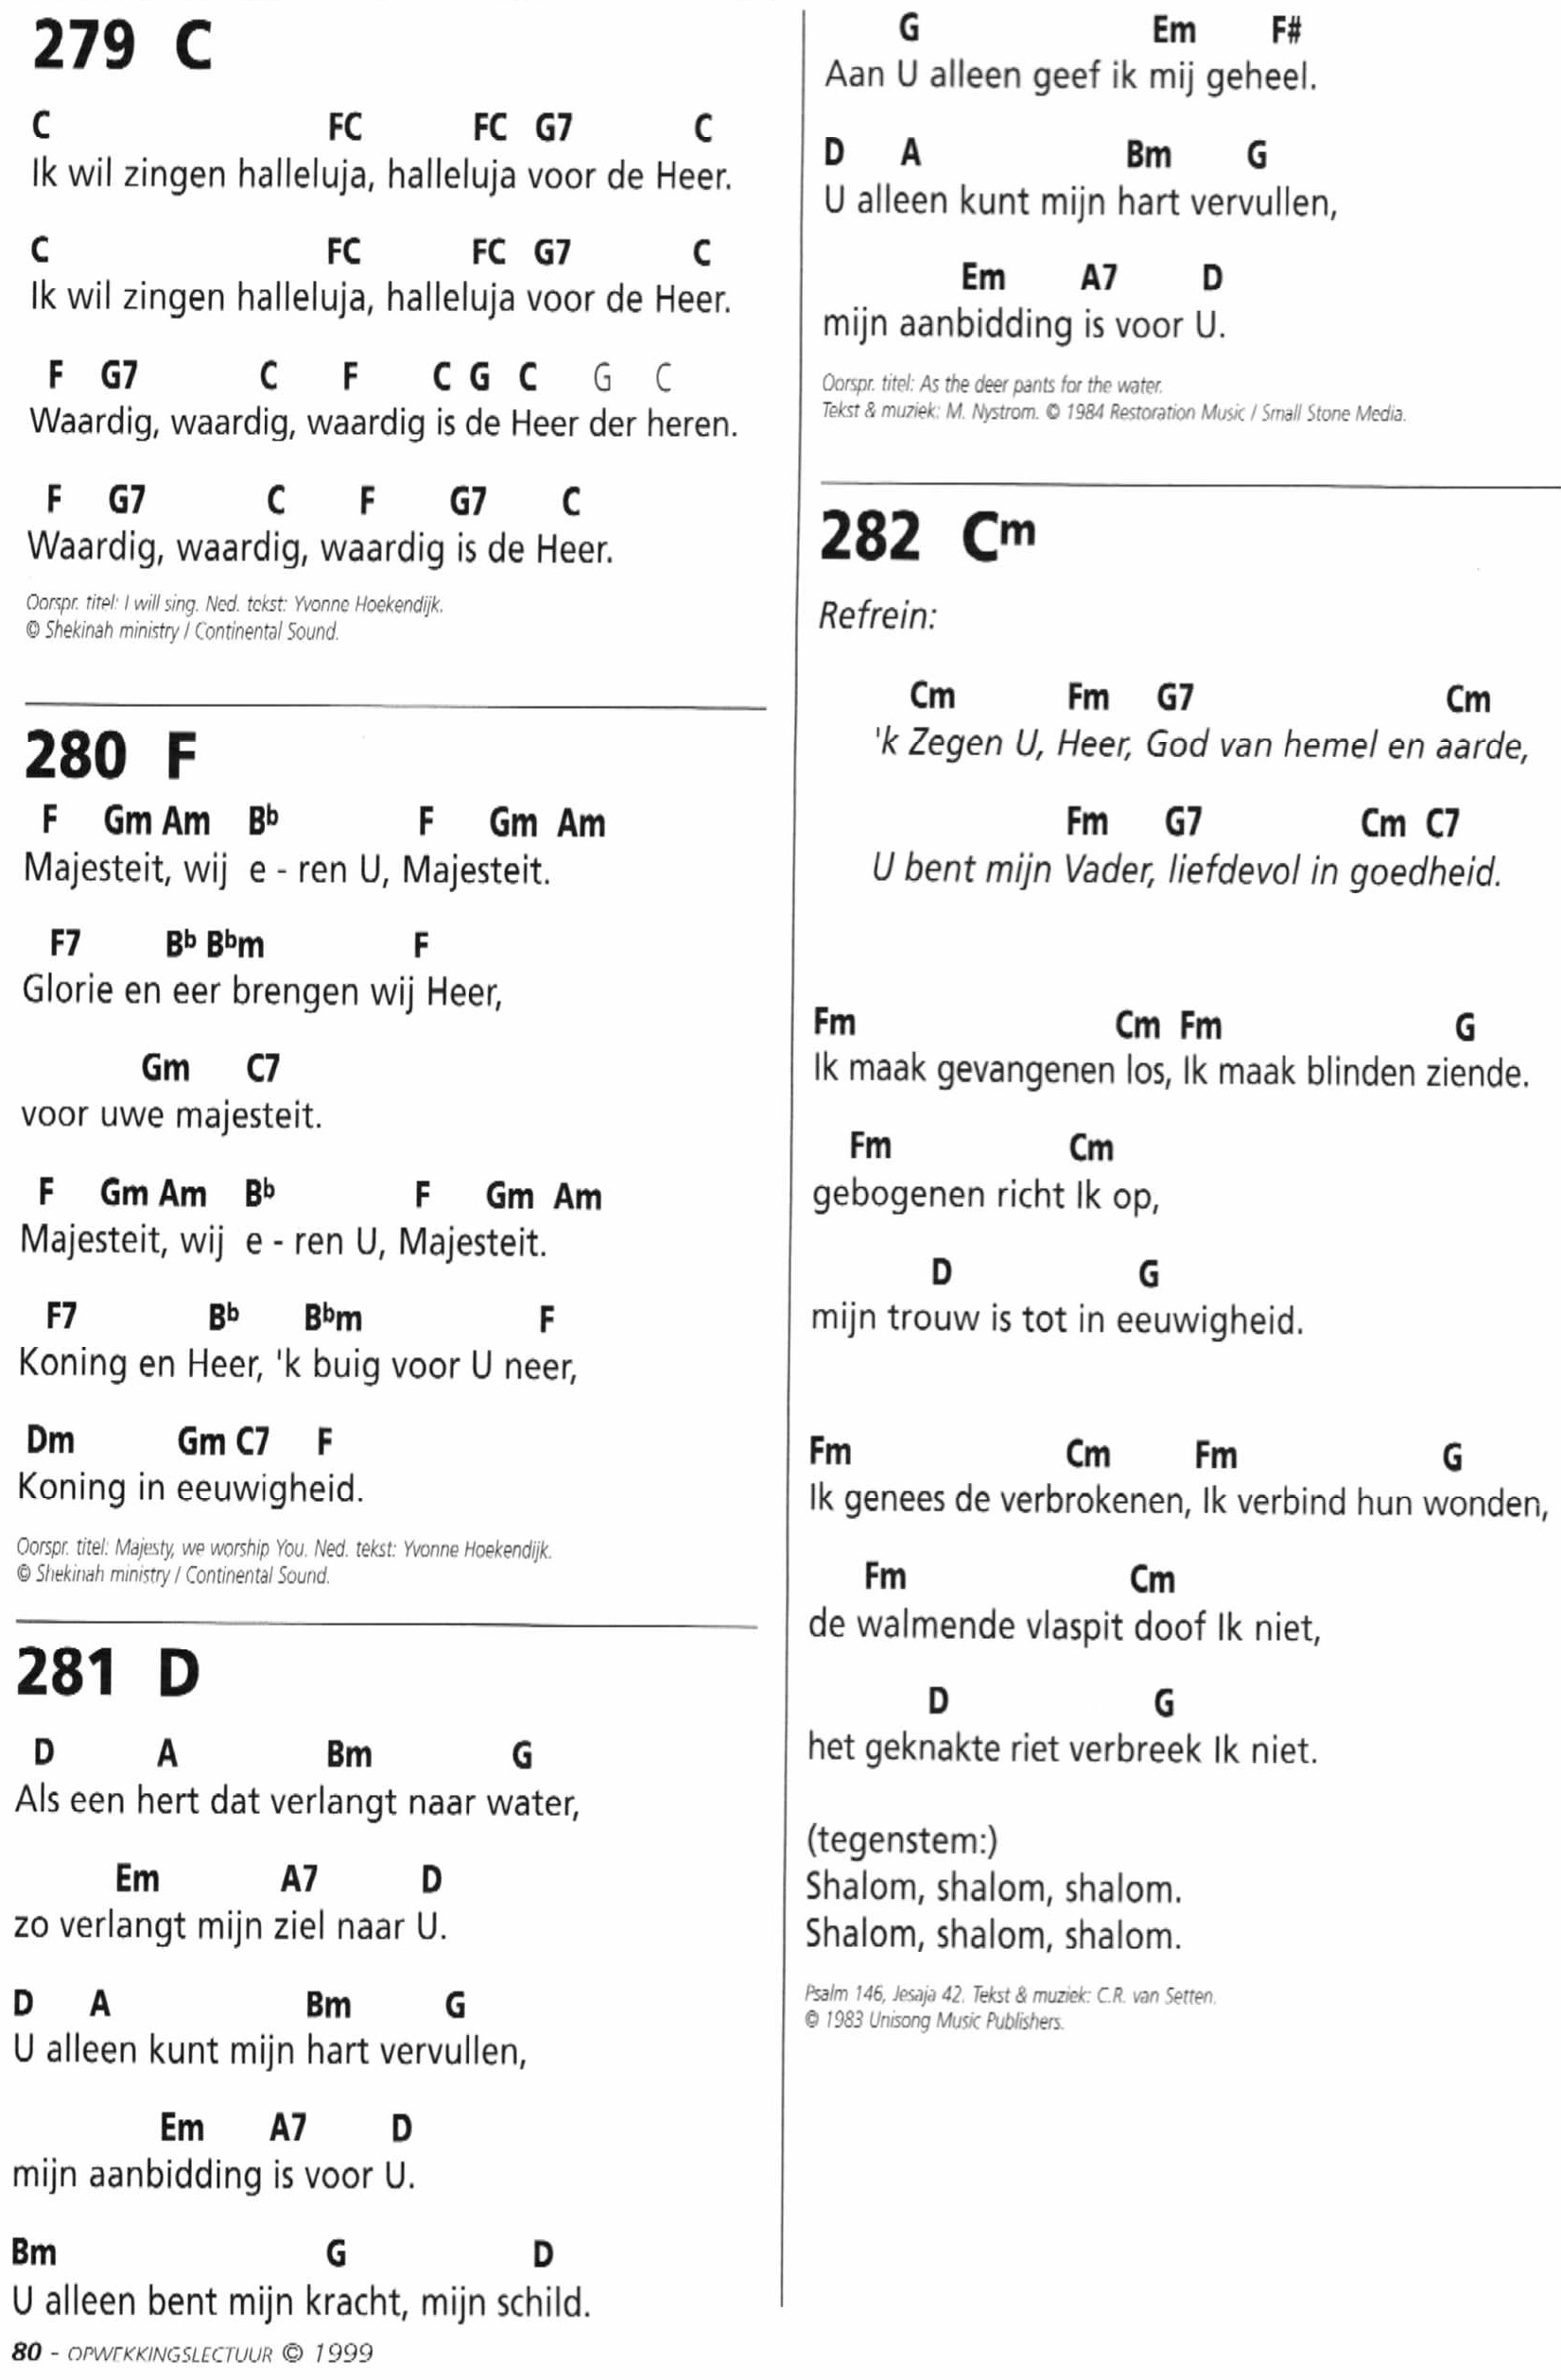 279 C
C FC FC G7 C
Ik wil zingen halleluja, halleluja voor de Heer.
C FC FC G7 C
Ik wil zingen halleluja, halleluja voor de Heer.
F G7 C F C G C G C
Waardig, waardig, waardig is de Heer der heren.
F G7 C F G7 C
Waardig, waardig, waardig is de Heer.
Oorspr. titel: I will sing. Ned. tekst: Yvonne Hoekendijk.
© Shekinah ministry / Continental Sound.
280 F
F Gm Am Bb F Gm Am
Majesteit, wij e - ren U, Majesteit.
F7 Bb Bbm F
Glorie en eer brengen wij Heer,
Gm C7
voor uwe majesteit.
F Gm Am Bb F Gm Am
Majesteit, wij e - ren U, Majesteit.
F7 Bb Bbm F
Koning en Heer, 'k buig voor U neer,
Dm Gm C7 F
Koning in eeuwigheid.
Oorspr. titel: Majesty, we worship You. Ned. tekst: Yvonne Hoekendijk.
© Shekinah ministry / Continental Sound.
281 D
D A Bm G
Als een hert dat verlangt naar water,
Em A7 D
zo verlangt mijn ziel naar U.
D A Bm G
U alleen kunt mijn hart vervullen,
Em A7 D
mijn aanbidding is voor U.
Bm G D
U alleen bent mijn kracht, mijn schild.
G Em F#
Aan U alleen geef ik mij geheel.
D A Bm G
U alleen kunt mijn hart vervullen,
Em A7 D
mijn aanbidding is voor U.
Oorspr. titel: As the deer pants for the water.
Tekst & muziek: M. Nystrom. © 1984 Restoration Music / Small Stone Media.
282 Cm
Refrein:
Cm Fm G7 Cm
'k Zegen U, Heer, God van hemel en aarde,
Fm G7 Cm C7
U bent mijn Vader, liefdevol in goedheid.
Fm Cm Fm G
Ik maak gevangenen los, Ik maak blinden ziende.
Fm Cm
gebogenen richt Ik op,
D G
mijn trouw is tot in eeuwigheid.
Fm Cm Fm G
Ik genees de verbrokenen, Ik verbind hun wonden,
Fm Cm
de walmende vlaspit doof Ik niet,
D G
het geknakte riet verbreek Ik niet.
(tegenstem:)
Shalom, shalom, shalom.
Shalom, shalom, shalom.
Psalm 146, Jesaja 42. Tekst & muziek: C.R. van Setten.
© 1983 Unisong Music Publishers.
80 - OPWEKKINGSLECTUUR © 1999